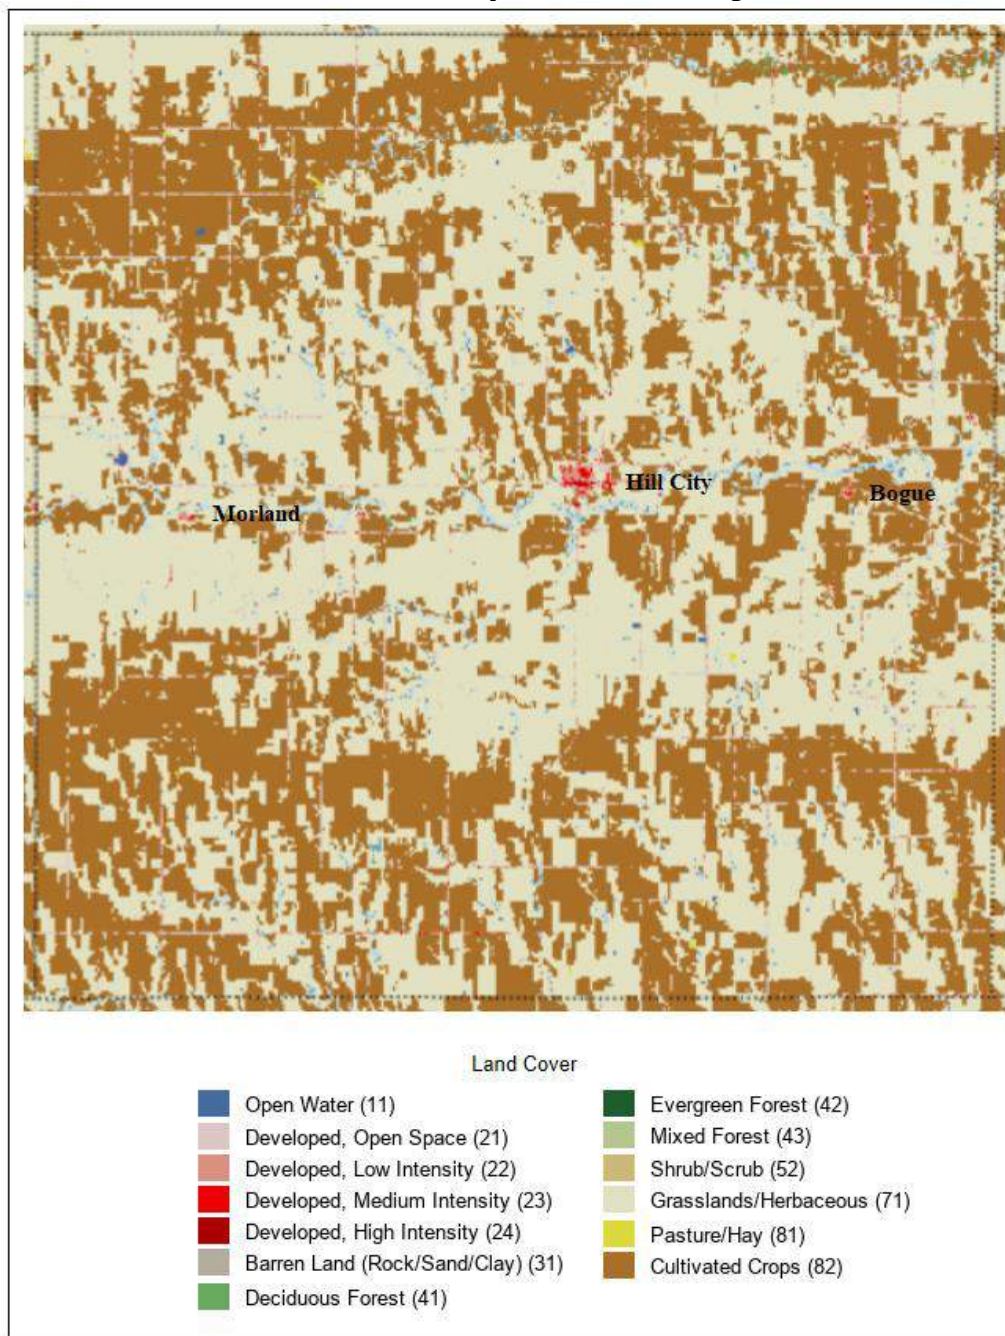 Hill City
Bogue
Morland
Land Cover
Open Water (11)
Developed, Open Space (21)
Developed, Low Intensity (22)
Developed, Medium Intensity (23)
Developed, High Intensity (24)
Barren Land (Rock/Sand/Clay) (31)
Deciduous Forest (41)
Evergreen Forest (42)
Mixed Forest (43)
Shrub/Scrub (52)
Grasslands/Herbaceous (71)
Pasture/Hay (81)
Cultivated Crops (82)